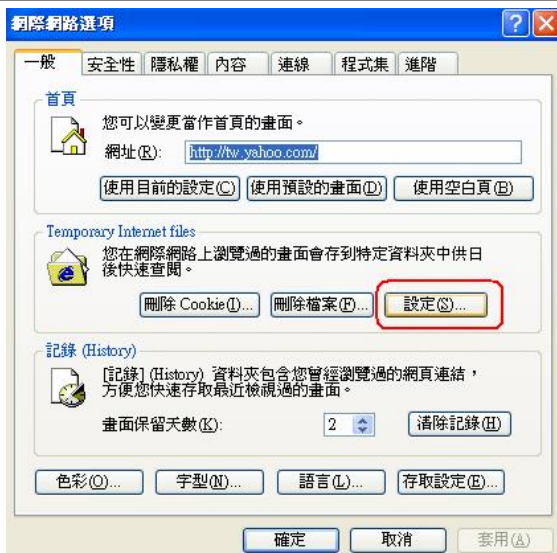 網際網路選項
一般 安全性 隱私權 內容 連線 程式集 進階
首頁
您可以變更當作首頁的畫面。
網址(R): http://tw.yahoo.com/
使用目前的設定(C) 使用預設的畫面(D) 使用空白頁(B)
Temporary Internet files
您在網際網路上瀏覽過的畫面會存到特定資料夾中供日
後快速查閱。
刪除 Cookie(I)... 刪除檔案(F)... 設定(S)...
記錄 (History)
[記錄] (History) 資料夾包含您曾經瀏覽過的網頁連結，
方便您快速存取最近檢視過的畫面。
畫面保留天數(K): 2 清除記錄(H)
色彩(O)... 字型(N)... 語言(L)... 存取設定(E)...
確定 取消 套用(A)